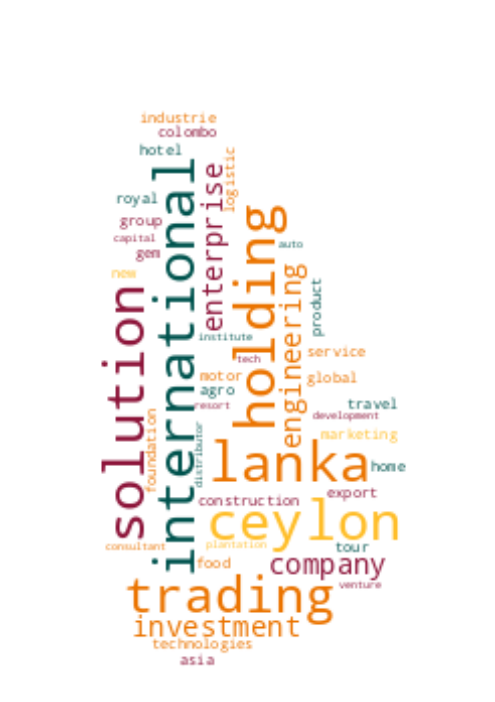 industrie
colombo
hotel
international
enterprise
logistic
royal
group
capital
gem
new
holding
auto
solution
engineering
product
institute
tech
service
motor
global
agro
resort
travel
development
foundation
distributor
marketing
lanka
home
export
construction
ceylon
consultant
plantation
tour
food
company
trading
venture
investment
technologies
asia